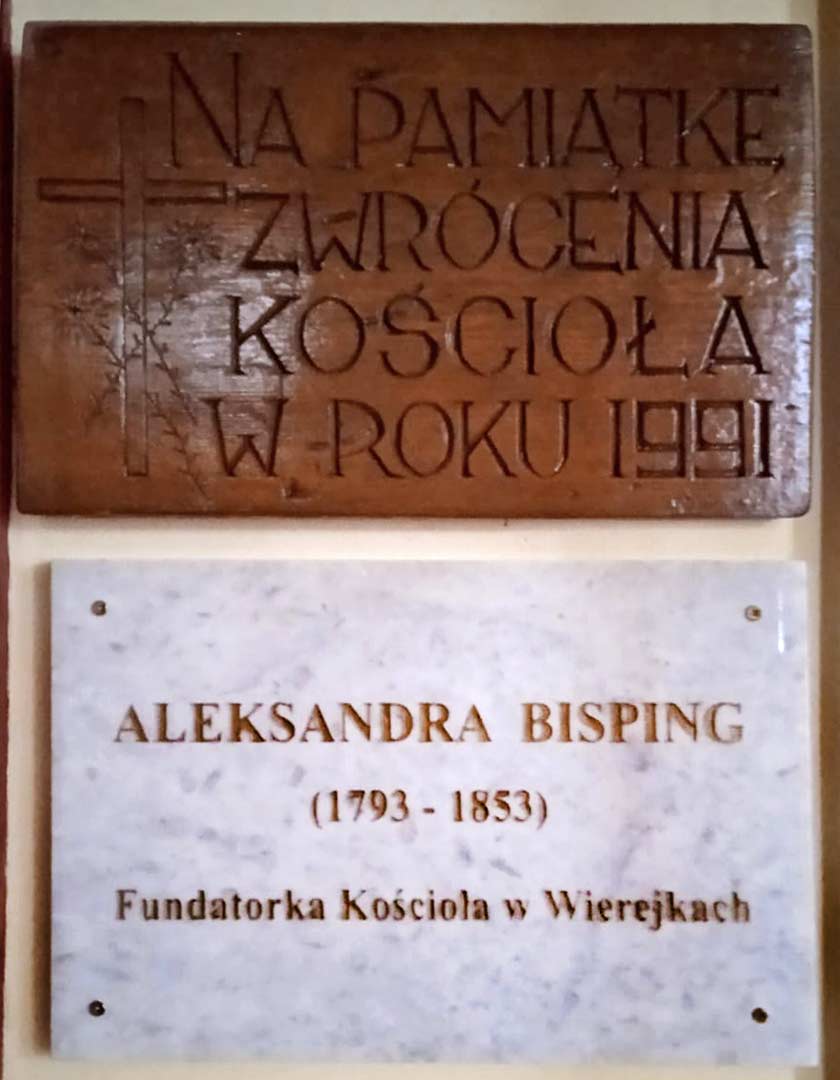 NA PAMIĄTKĘ
ZWRÓCENIA
KOŚCIOŁA
W ROKU 1991
ALEKSANDRA BISPING
(1793 - 1853)
Fundatorka Kościoła w Wierejkach